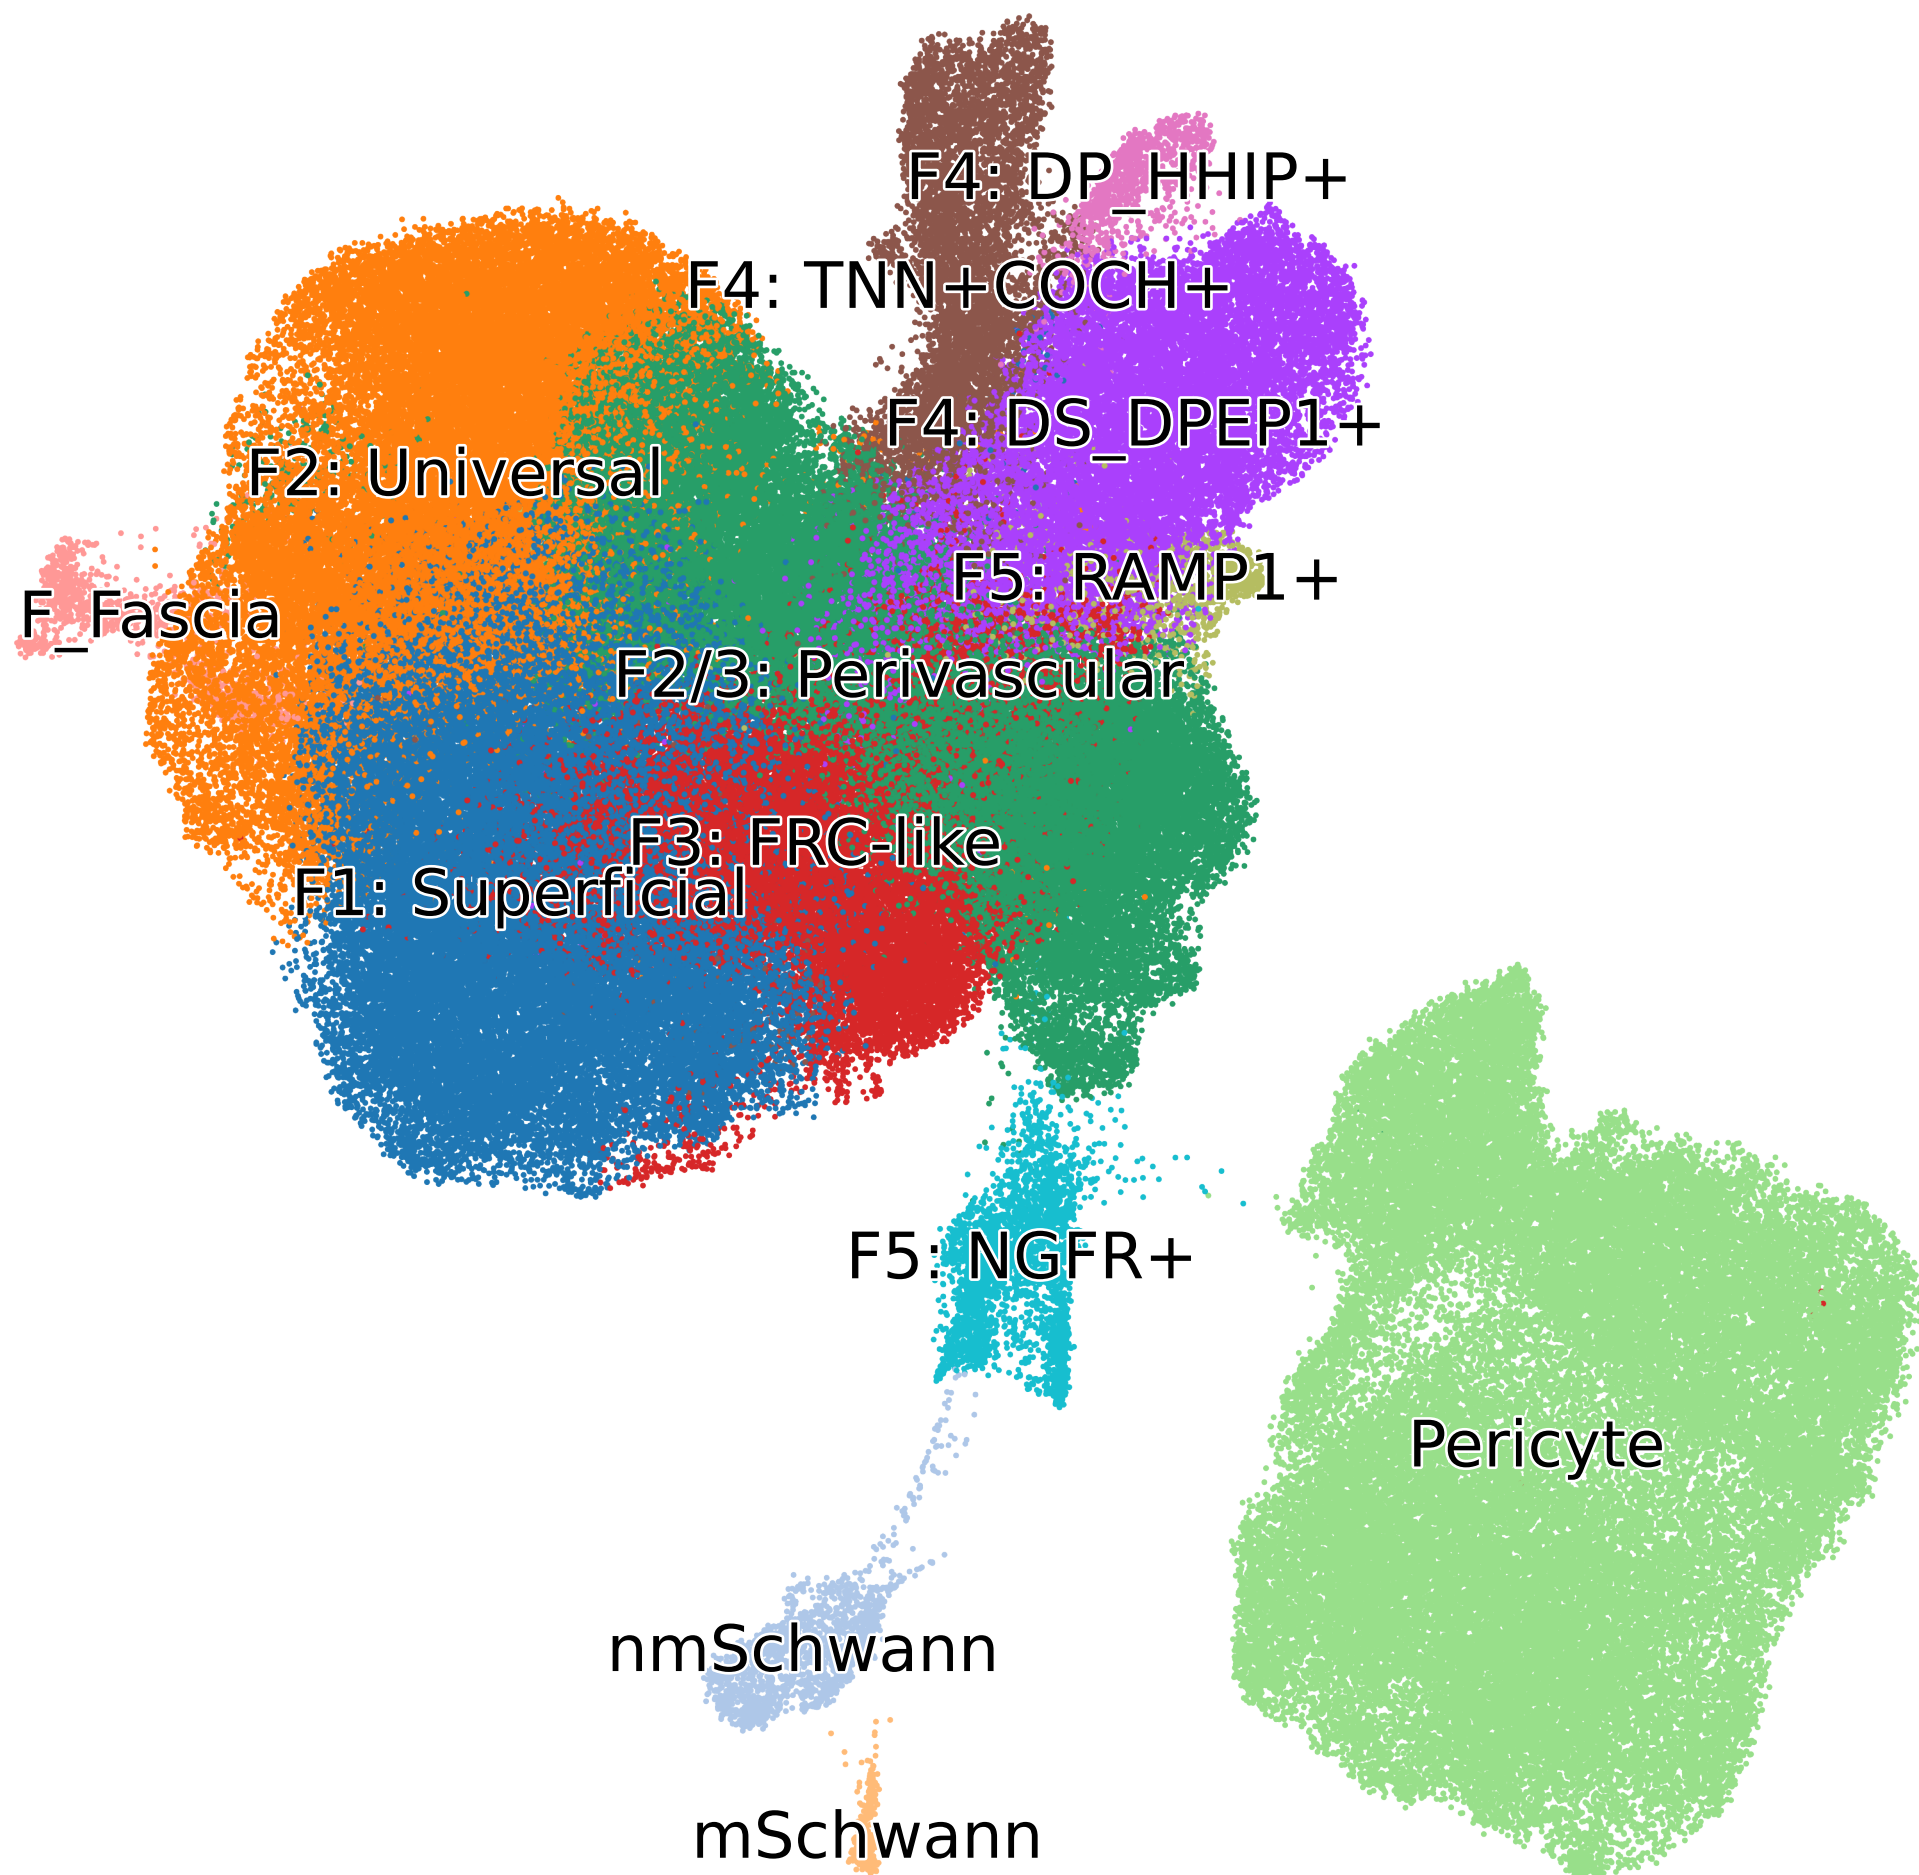 F4: DP_HHIP+
F4: TNN+COCH+
F4: DS_DPEP1+
F2: Universal
F5: RAMP1+
F_Fascia
F2/3: Perivascular
F3: FRC-like
F1: Superficial
F5: NGFR+
Pericyte
nmSchwann
mSchwann